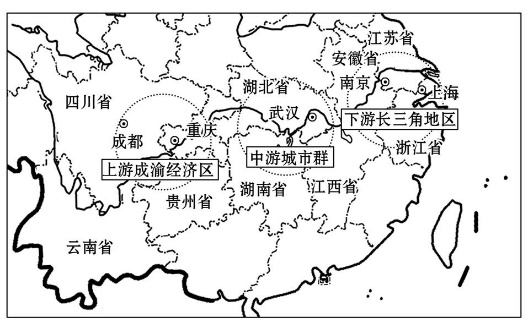 江苏省
安徽省
南京
上海
四川省
湖北省
武汉
下游长三角地区
成都
重庆
中游城市群
浙江省
上游成渝经济区
贵州省
湖南省
江西省
云南省